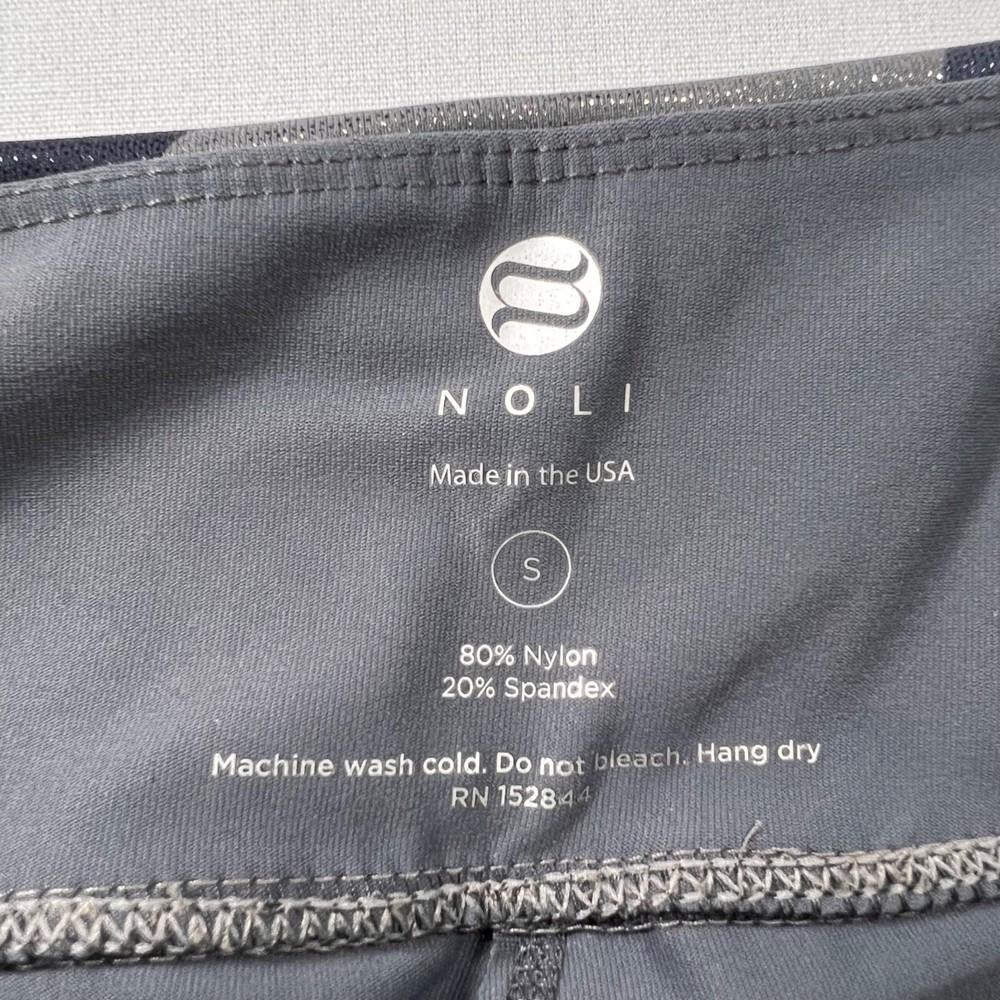 NOLI
Made in the USA
S
80% Nylon
20% Spandex
Machine wash cold. Do not bleach. Hang dry
RN 152844